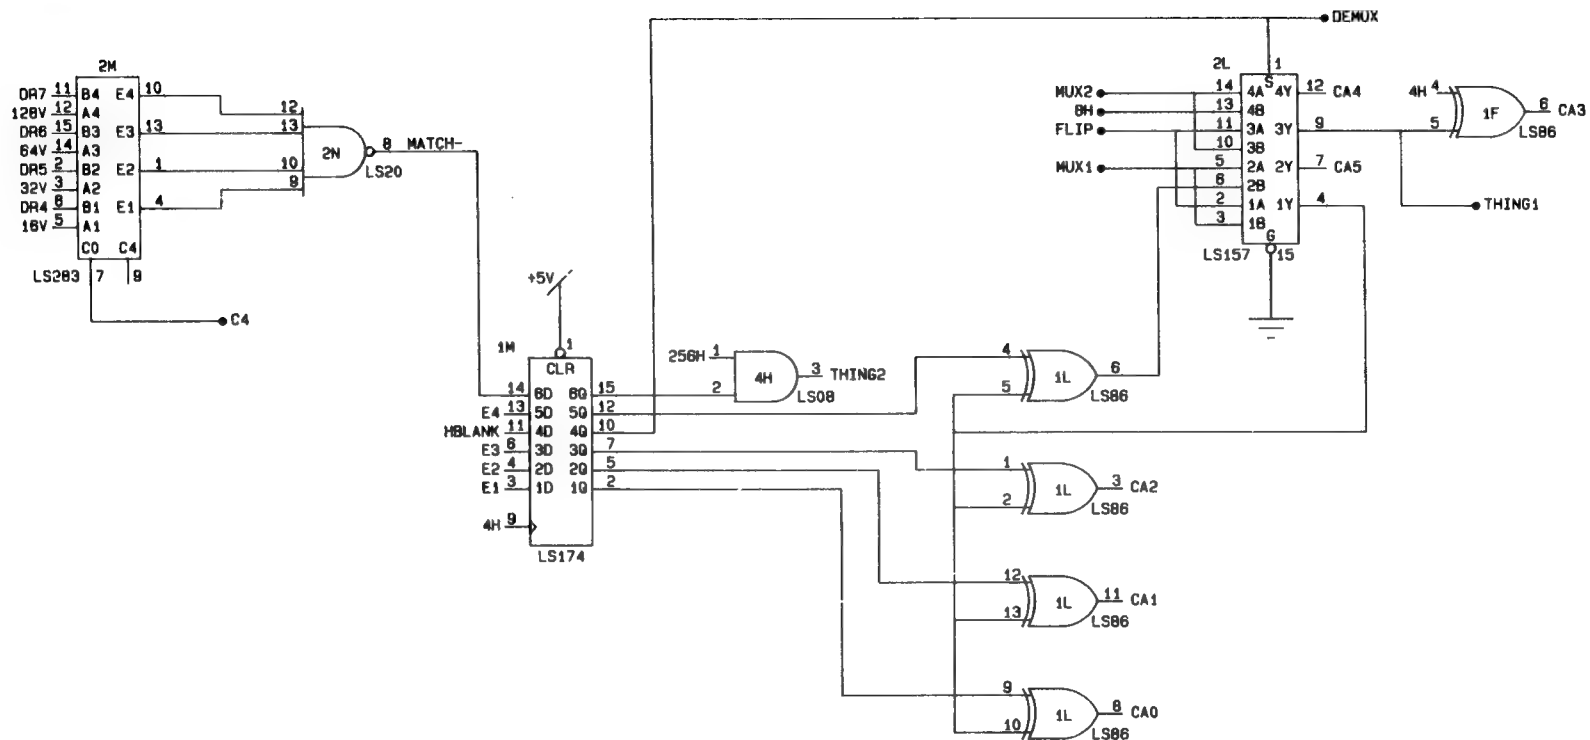 DEMUX
2M
DR7 11 B4 E4 10
128V 12 A4
DR6 15 B3 E3 13
64V 14 A3
DR5 2 B2 E2 1
32V 3 A2
DR4 6 B1 E1 4
16V 5 A1
C0 C4
LS283 7 9
C4
12
13
10
9
2N
8 MATCH-
LS20
2L 1
S
MUX2 14 4A 4Y 12 CA4
8H 13 4B
FLIP 11 3A 3Y 9
10 3B
MUX1 5 2A 2Y 7 CA5
6 2B
2 1A 1Y 4
3 1B
G
LS157 15
4H 4
5
1F
6 CA3
LS86
THING1
+5V
1M 1
CLR
14 6D 6Q 15
E4 13 5D 5Q 12
HBLANK 11 4D 4Q 10
E3 6 3D 3Q 7
E2 4 2D 2Q 5
E1 3 1D 1Q 2
4H 9
LS174
256H 1
2
4H
3 THING2
LS08
4
5
1L
6
LS86
1
2
1L
3 CA2
LS86
12
13
1L
11 CA1
LS86
9
10
1L
8 CA0
LS86